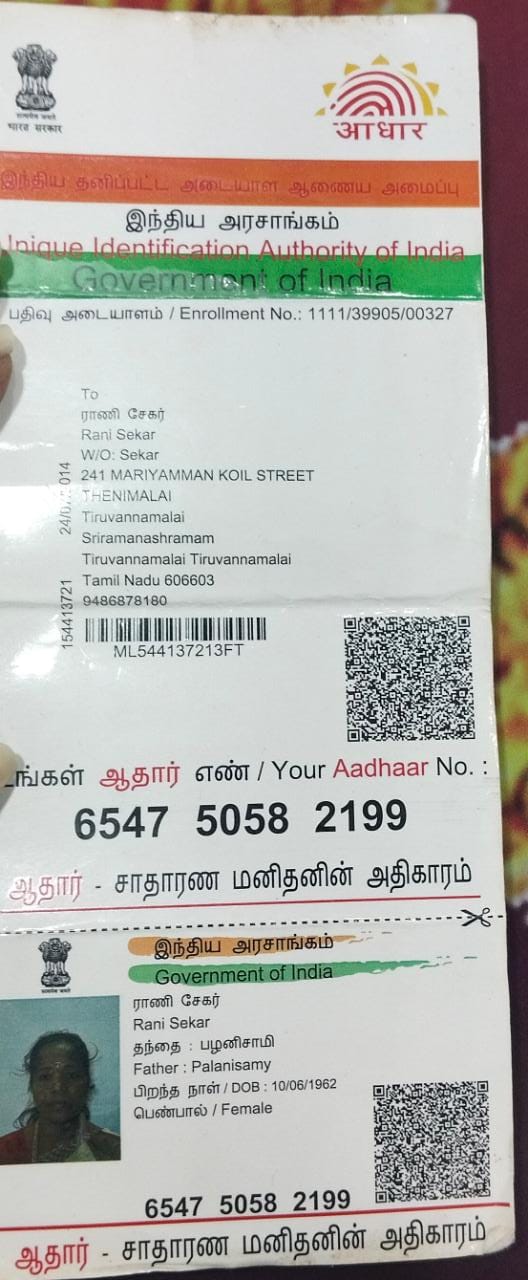 सत्यमेव जयते
भारत सरकार
आधार
இந்திய தனிப்பட்ட அடையாள ஆணைய அமைப்பு
இந்திய அரசாங்கம்
Unique Identification Authority of India
Government of India
பதிவு அடையாளம் / Enrollment No.: 1111/39905/00327
To
ராணி சேகர்
Rani Sekar
W/O: Sekar
241 MARIYAMMAN KOIL STREET
THENIMALAI
Tiruvannamalai
Sriramanashramam
Tiruvannamalai Tiruvannamalai
Tamil Nadu 606603
9486878180
154413721
ML544137213FT
ஆதார் எண் / Your Aadhaar No. :
6547 5058 2199
ஆதார் - சாதாரண மனிதனின் அதிகாரம்
இந்திய அரசாங்கம்
Government of India
ராணி சேகர்
Rani Sekar
தந்தை : பழனிசாமி
Father : Palanisamy
பிறந்த நாள் / DOB : 10/06/1962
பெண்பால் / Female
6547 5058 2199
ஆதார் - சாதாரண மனிதனின் அதிகாரம்